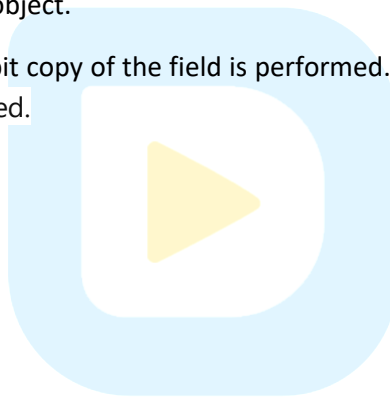 object.
bit copy of the field is performed.
ed.